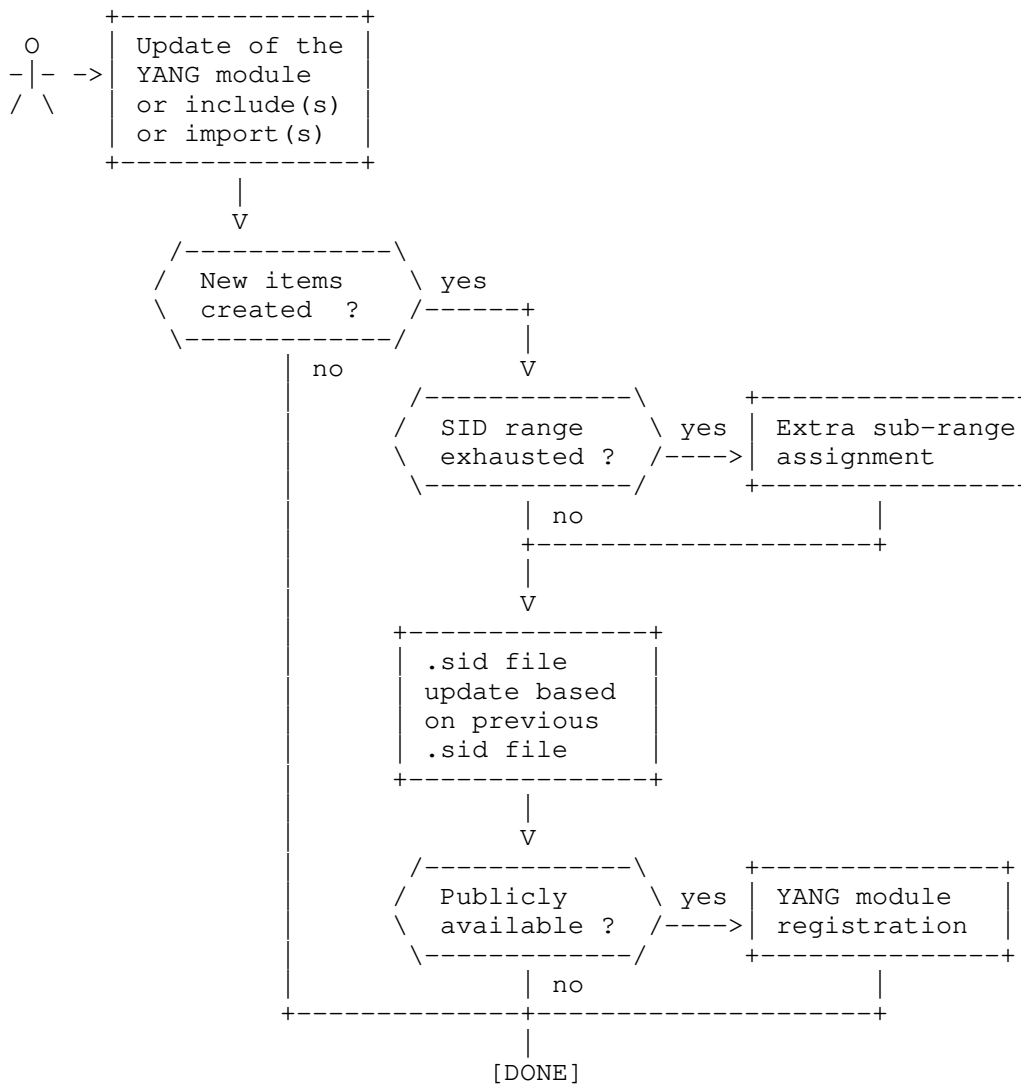 Update of the
YANG module
or include(s)
or import(s)
New items
created ?
yes
no
SID range
exhausted ?
yes
Extra sub-range
assignment
no
.sid file
update based
on previous
.sid file
Publicly
available ?
yes
YANG module
registration
no
[DONE]